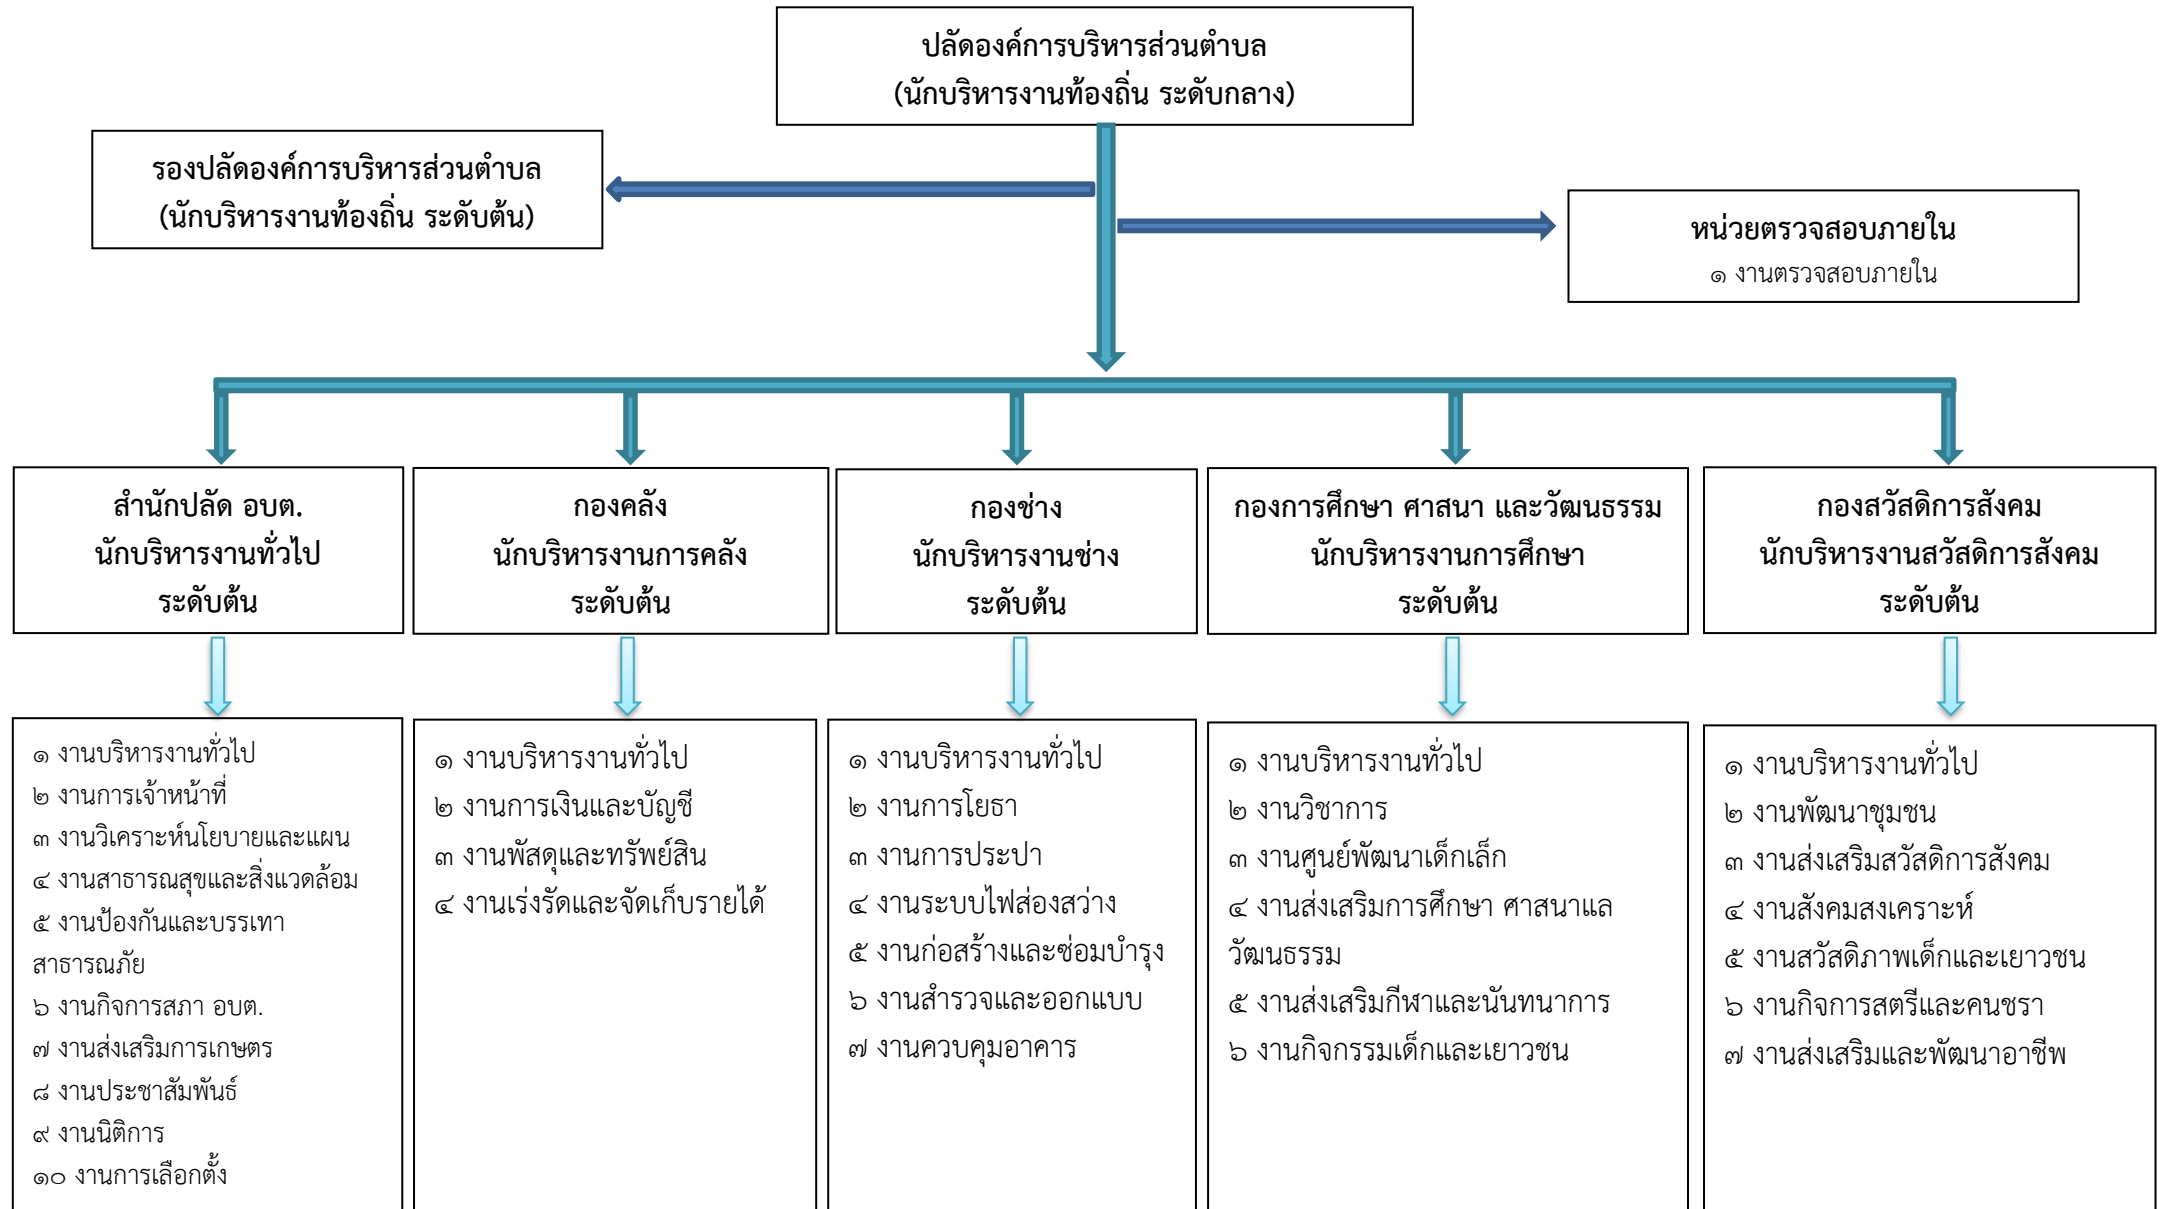 ปลัดองค์การบริหารส่วนตำบล
(นักบริหารงานท้องถิ่น ระดับกลาง)
รองปลัดองค์การบริหารส่วนตำบล
(นักบริหารงานท้องถิ่น ระดับต้น)
หน่วยตรวจสอบภายใน
๑ งานตรวจสอบภายใน
สำนักปลัด อบต.
นักบริหารงานทั่วไป
ระดับต้น
กองคลัง
นักบริหารงานการคลัง
ระดับต้น
กองช่าง
นักบริหารงานช่าง
ระดับต้น
กองการศึกษา ศาสนา และวัฒนธรรม
นักบริหารงานการศึกษา
ระดับต้น
กองสวัสดิการสังคม
นักบริหารงานสวัสดิการสังคม
ระดับต้น
๑ งานบริหารงานทั่วไป
๒ งานการเจ้าหน้าที่
๓ งานวิเคราะห์นโยบายและแผน
๔ งานสาธารณสุขและสิ่งแวดล้อม
๕ งานป้องกันและบรรเทา
สาธารณภัย
๖ งานกิจการสภา อบต.
๗ งานส่งเสริมการเกษตร
๘ งานประชาสัมพันธ์
๙ งานนิติการ
๑๐ งานการเลือกตั้ง
๑ งานบริหารงานทั่วไป
๒ งานการเงินและบัญชี
๓ งานพัสดุและทรัพย์สิน
๔ งานเร่งรัดและจัดเก็บรายได้
๑ งานบริหารงานทั่วไป
๒ งานการโยธา
๓ งานการประปา
๔ งานระบบไฟส่องสว่าง
๕ งานก่อสร้างและซ่อมบำรุง
๖ งานสำรวจและออกแบบ
๗ งานควบคุมอาคาร
๑ งานบริหารงานทั่วไป
๒ งานวิชาการ
๓ งานศูนย์พัฒนาเด็กเล็ก
๔ งานส่งเสริมการศึกษา ศาสนาแล
วัฒนธรรม
๕ งานส่งเสริมกีฬาและนันทนาการ
๖ งานกิจกรรมเด็กและเยาวชน
๑ งานบริหารงานทั่วไป
๒ งานพัฒนาชุมชน
๓ งานส่งเสริมสวัสดิการสังคม
๔ งานสังคมสงเคราะห์
๕ งานสวัสดิภาพเด็กและเยาวชน
๖ งานกิจการสตรีและคนชรา
๗ งานส่งเสริมและพัฒนาอาชีพ